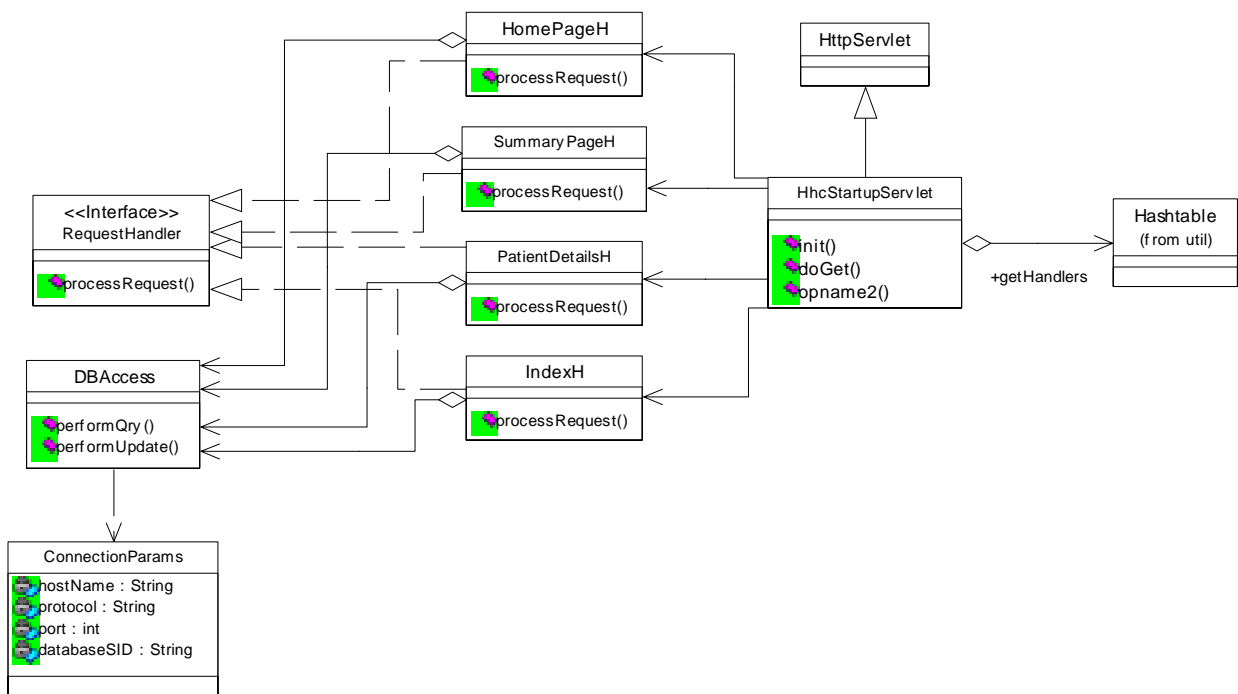 HomePageH
processRequest()
HttpServlet
SummaryPageH
processRequest()
<<Interface>>
RequestHandler
processRequest()
HhcStartupServlet
init()
doGet()
opname2()
Hashtable
(from util)
+getHandlers
PatientDetailsH
processRequest()
DBAccess
performQry()
performUpdate()
IndexH
processRequest()
ConnectionParams
hostName : String
protocol : String
port : int
databaseSID : String